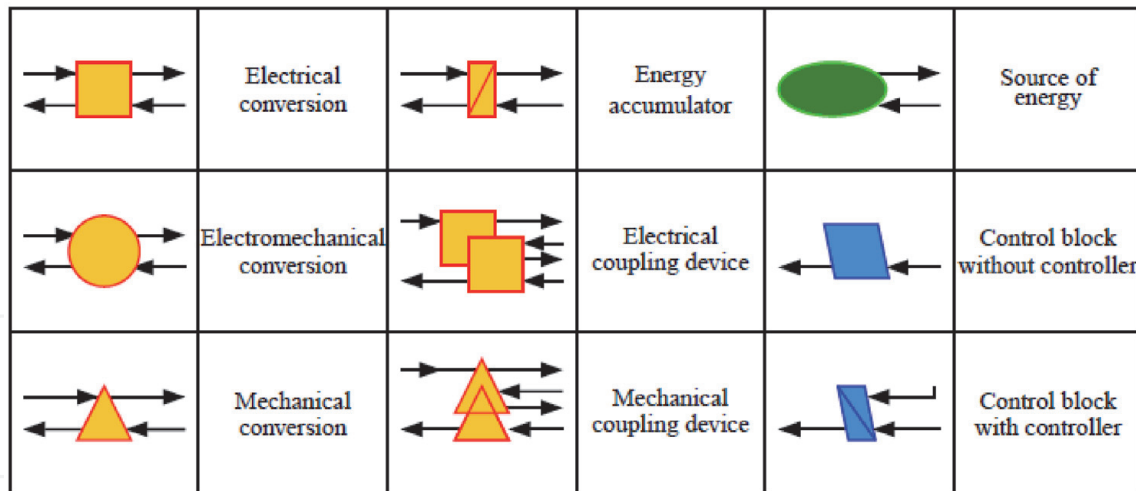 Electrical
conversion
Energy
accumulator
Source of
energy
Electromechanical
conversion
Electrical
coupling device
Control block
without controller
Mechanical
conversion
Mechanical
coupling device
Control block
with controller